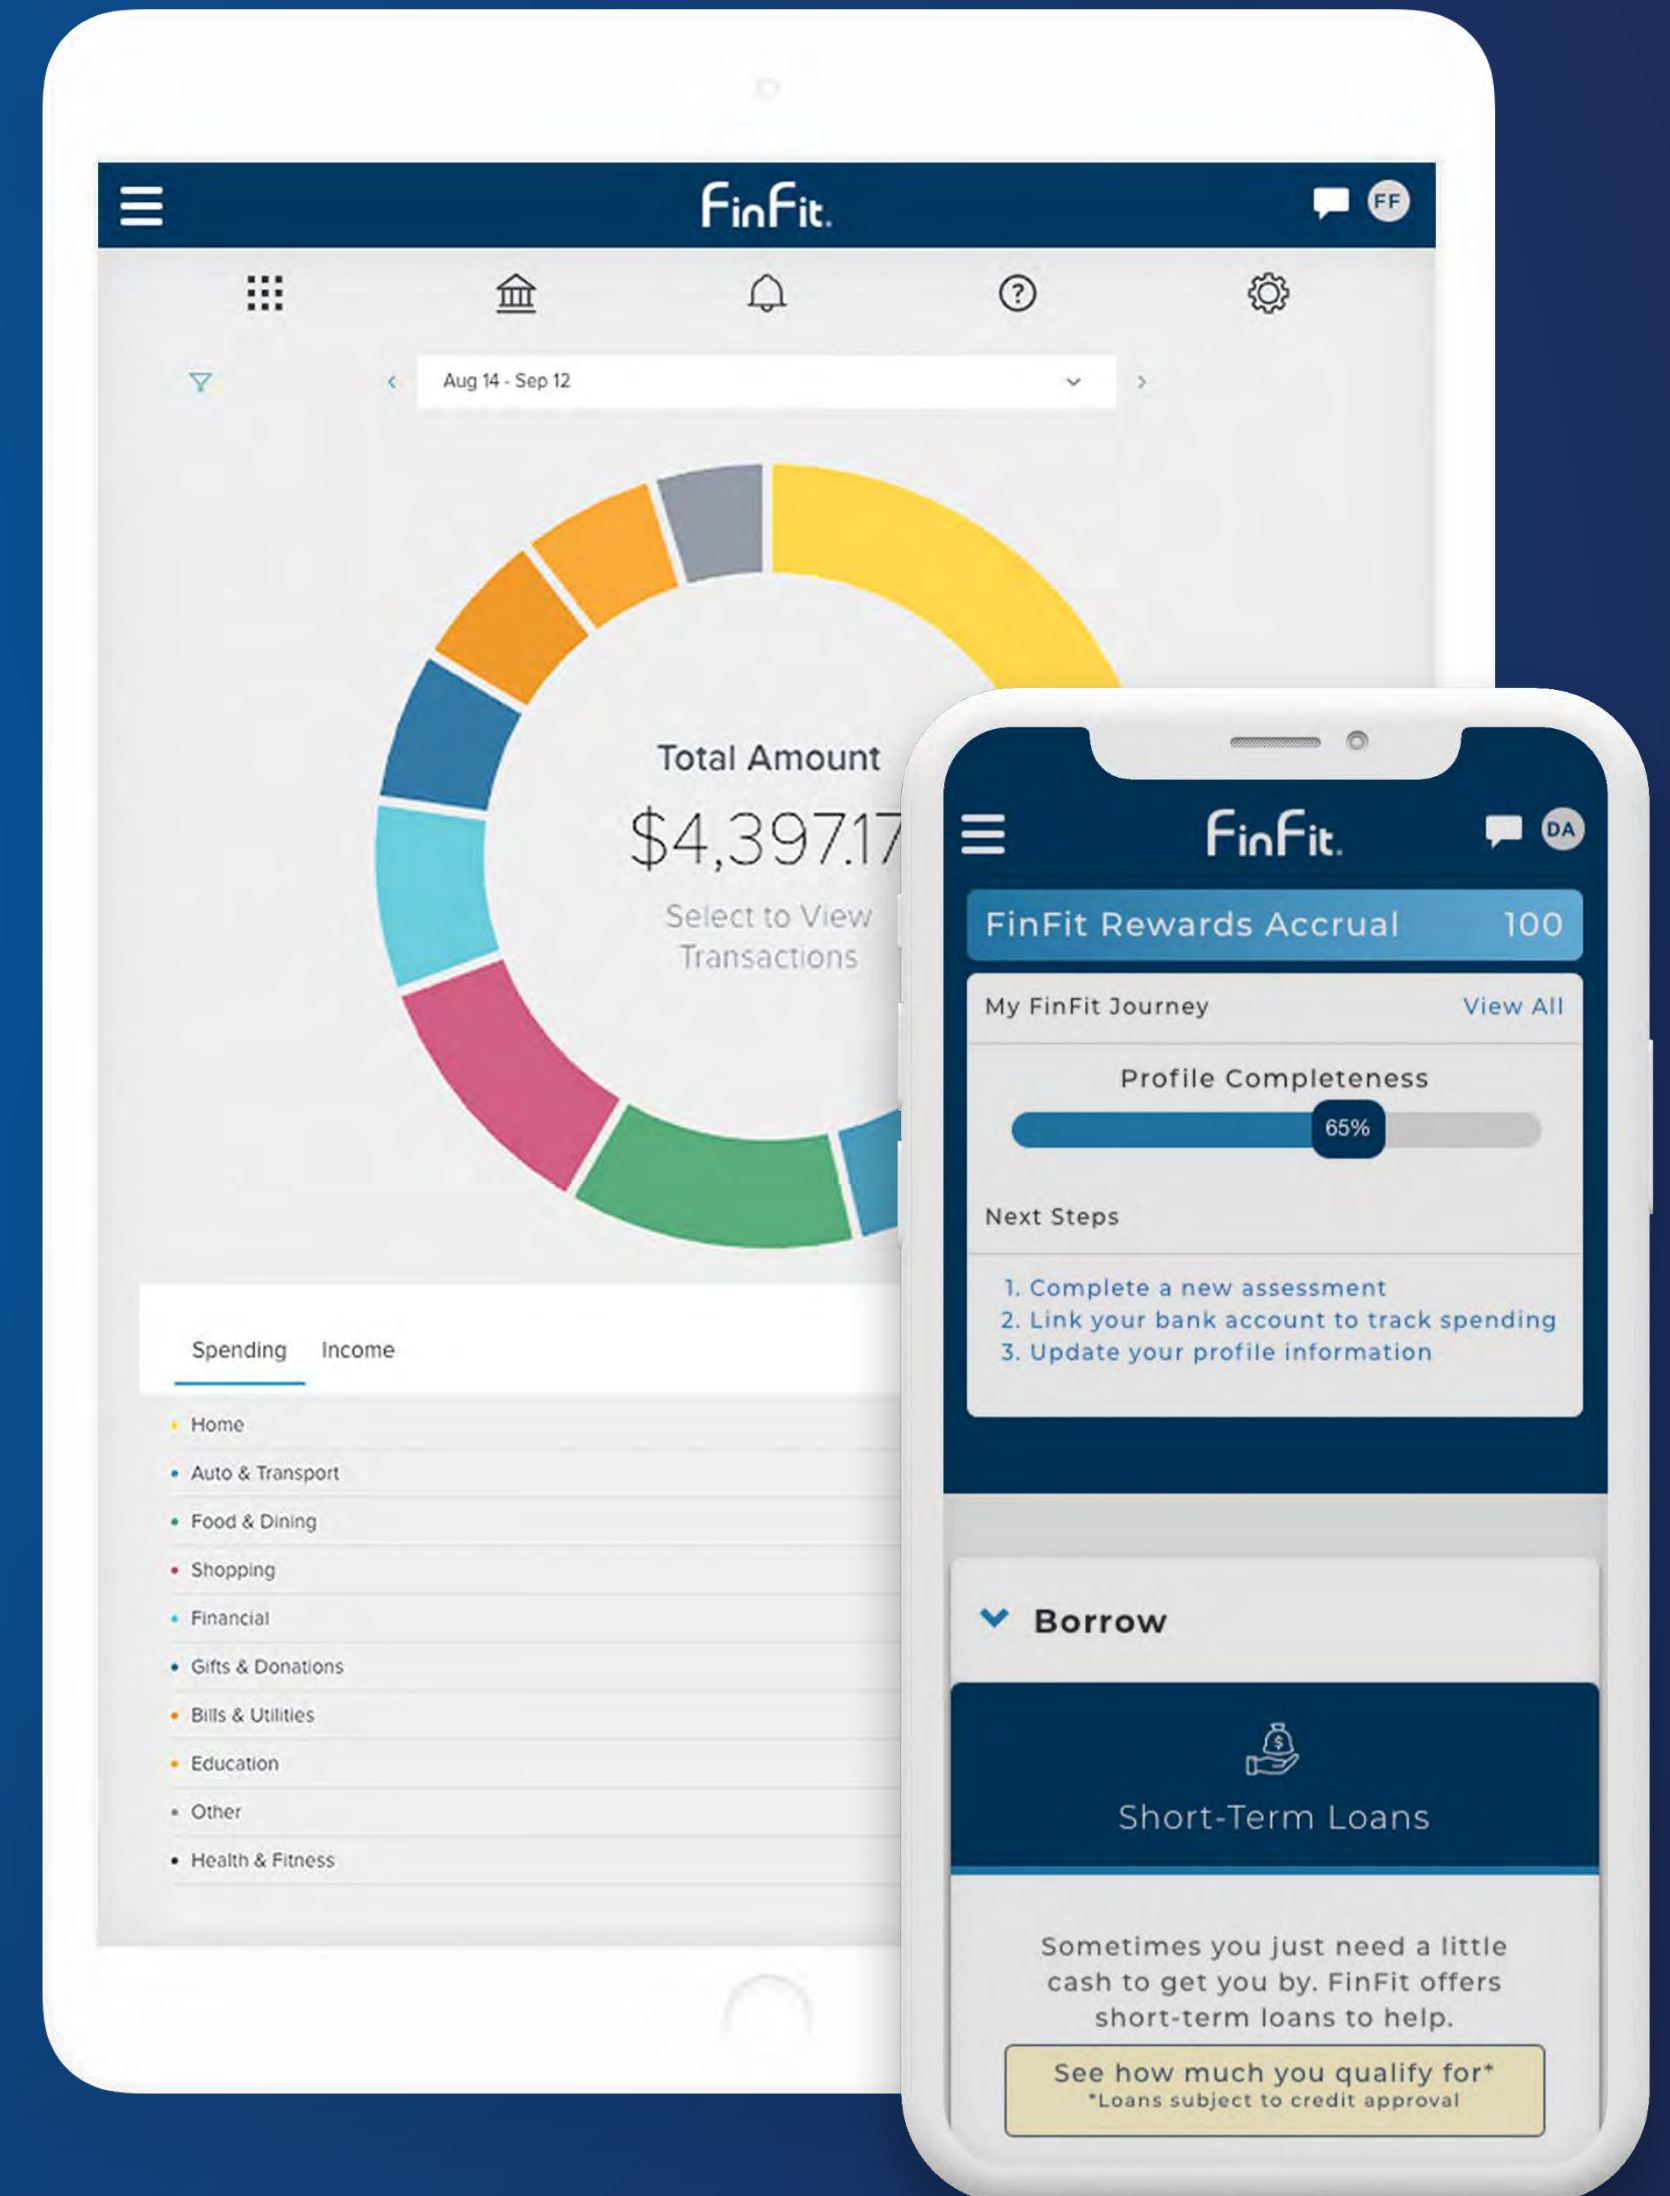 FinFit.
FF
Aug 14 - Sep 12
Total Amount
$4,397.17
Select to View
Transactions
Spending Income
Home
Auto & Transport
Food & Dining
Shopping
Financial
Gifts & Donations
Bills & Utilities
Education
Other
Health & Fitness
FinFit.
DA
FinFit Rewards Accrual 100
My FinFit Journey View All
Profile Completeness
65%
Next Steps
1. Complete a new assessment
2. Link your bank account to track spending
3. Update your profile information
Borrow
Short-Term Loans
Sometimes you just need a little
cash to get you by. FinFit offers
short-term loans to help.
See how much you qualify for*
*Loans subject to credit approval